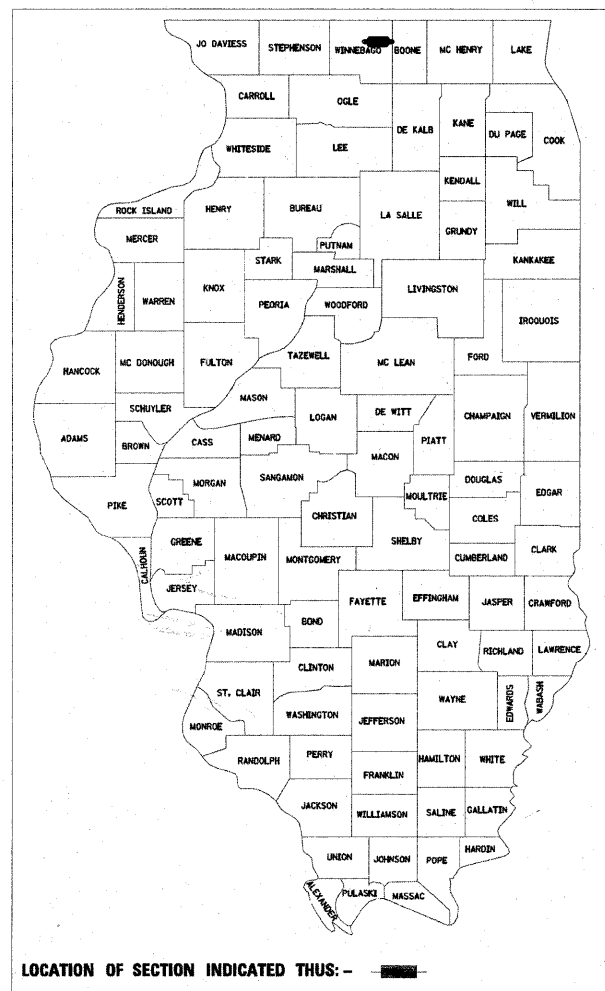 JO DAVIESS
STEPHENSON
WINNEBAGO
BOONE
MC HENRY
LAKE
CARROLL
OGLE
DE KALB
KANE
DU PAGE
COOK
WHITESIDE
LEE
KENDALL
WILL
ROCK ISLAND
HENRY
BUREAU
LA SALLE
GRUNDY
MERCER
PUTNAM
KANKAKEE
STARK
MARSHALL
HENDERSON
WARREN
KNOX
PEORIA
WOODFORD
LIVINGSTON
IROQUOIS
HANCOCK
MC DONOUGH
FULTON
TAZEWELL
MC LEAN
FORD
SCHUYLER
MASON
LOGAN
DE WITT
CHAMPAIGN
VERMILION
ADAMS
BROWN
CASS
MENARD
PIATT
MACON
SANGAMON
MORGAN
SCOTT
PIKE
DOUGLAS
EDGAR
MOULTRIE
COLES
CHRISTIAN
GREENE
CALHOUN
MACOUPIN
MONTGOMERY
SHELBY
CUMBERLAND
CLARK
JERSEY
FAYETTE
EFFINGHAM
JASPER
CRAWFORD
BOND
MADISON
CLAY
RICHLAND
LAWRENCE
CLINTON
MARION
ST. CLAIR
WAYNE
EDWARDS
WABASH
WASHINGTON
JEFFERSON
MONROE
RANDOLPH
PERRY
HAMILTON
WHITE
FRANKLIN
JACKSON
WILLIAMSON
SALINE
GALLATIN
UNION
JOHNSON
POPE
HARDIN
ALEXANDER
PULASKI
MASSAC
LOCATION OF SECTION INDICATED THUS: -